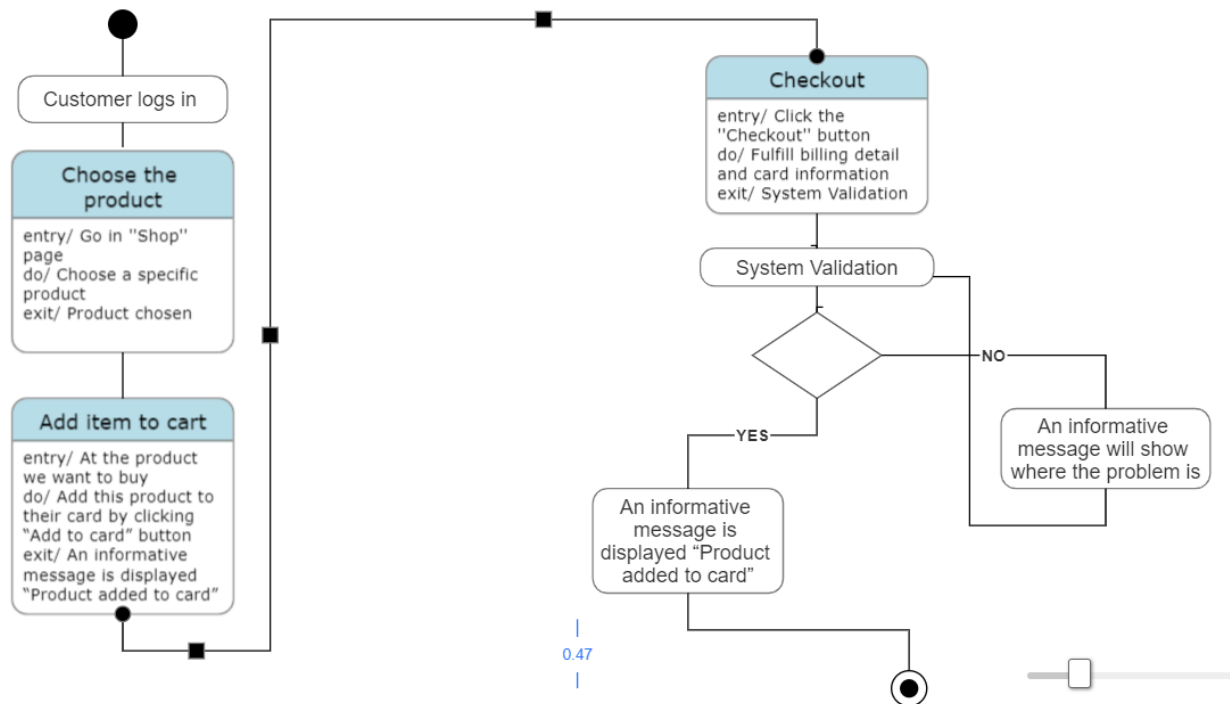 Customer logs in
Choose the
product
entry/ Go in "Shop"
page
do/ Choose a specific
product
exit/ Product chosen
Add item to cart
entry/ At the product
we want to buy
do/ Add this product to
their card by clicking
“Add to card” button
exit/ An informative
message is displayed
“Product added to card”
Checkout
entry/ Click the
"Checkout" button
do/ Fulfill billing detail
and card information
exit/ System Validation
System Validation
NO
YES
An informative
message will show
where the problem is
An informative
message is
displayed “Product
added to card”
0.47